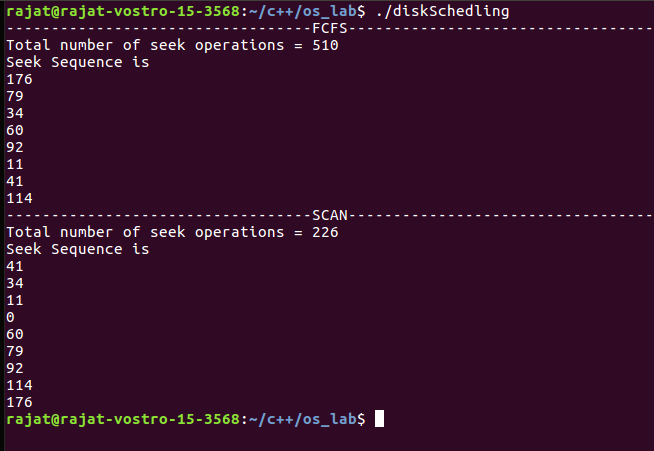 rajat@rajat-vostro-15-3568:~/c++/os_lab$ ./diskSchedling
----------------------------------FCFS----------------------------------
Total number of seek operations = 510
Seek Sequence is
176
79
34
60
92
11
41
114
----------------------------------SCAN----------------------------------
Total number of seek operations = 226
Seek Sequence is
41
34
11
0
60
79
92
114
176
rajat@rajat-vostro-15-3568:~/c++/os_lab$